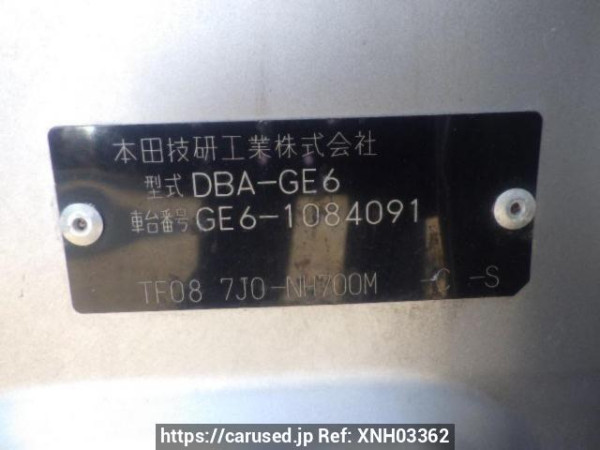 本田技研工業株式会社
型式 DBA-GE6
車台番号 GE6-1084091
TF08 7J0-NH700M -C -S
https://carused.jp Ref: XNH03362